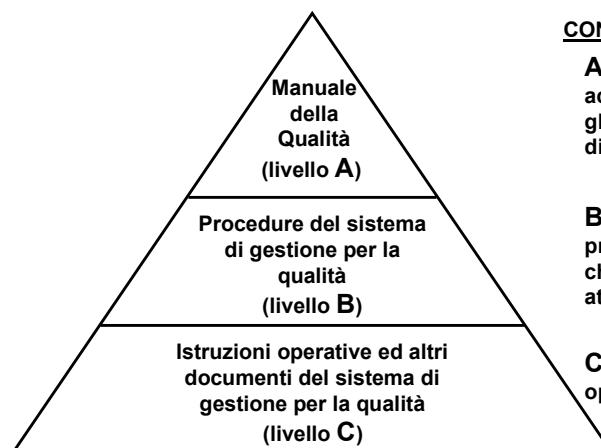 Manuale
della
Qualità
(livello A)
Procedure del sistema
di gestione per la
qualità
(livello B)
Istruzioni operative ed altri
documenti del sistema di
gestione per la qualità
(livello C)
A
B
C